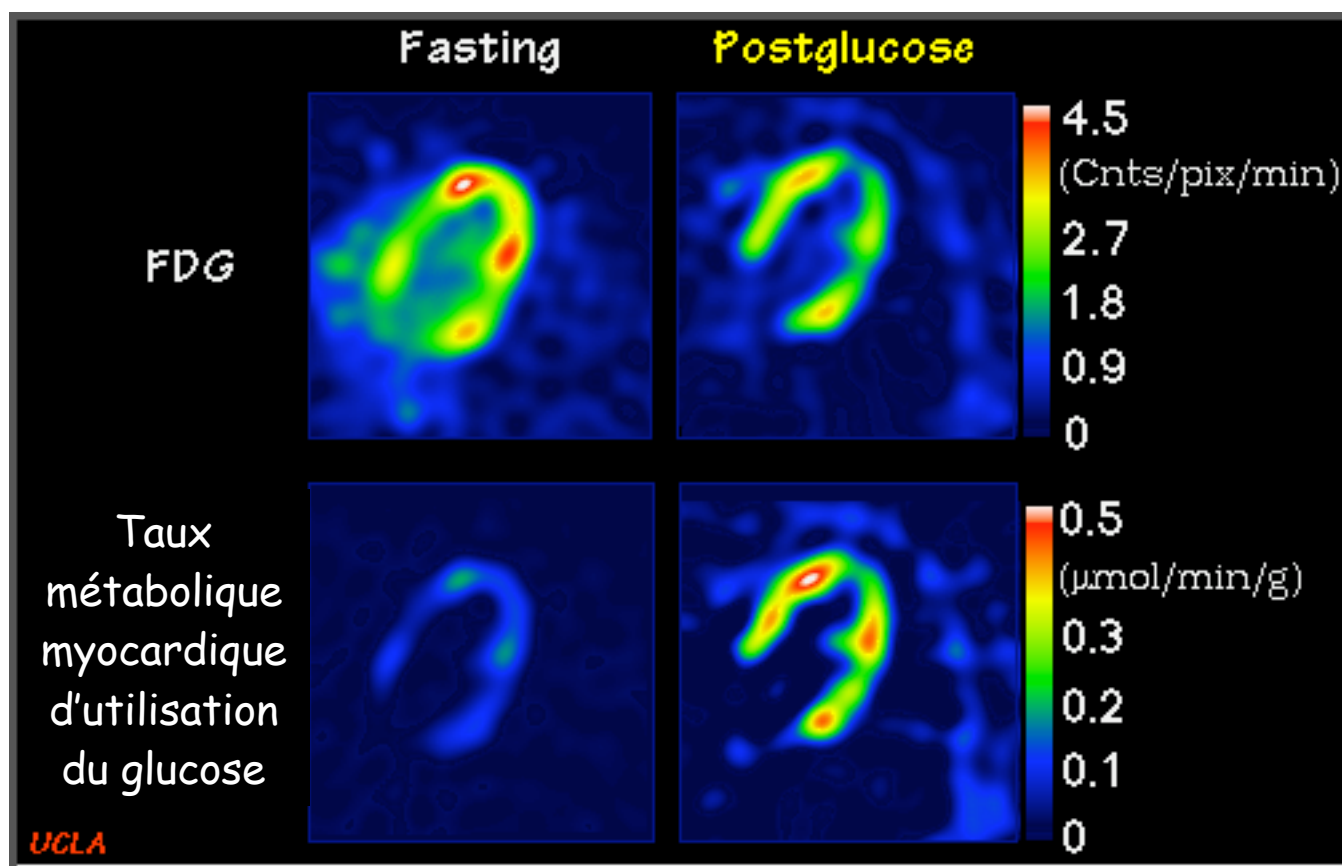 Fasting
Postglucose
FDG
4.5
(Cnts/pix/min)
2.7
1.8
0.9
0
Taux
métabolique
myocardique
d'utilisation
du glucose
0.5
(µmol/min/g)
0.3
0.2
0.1
0
UCLA